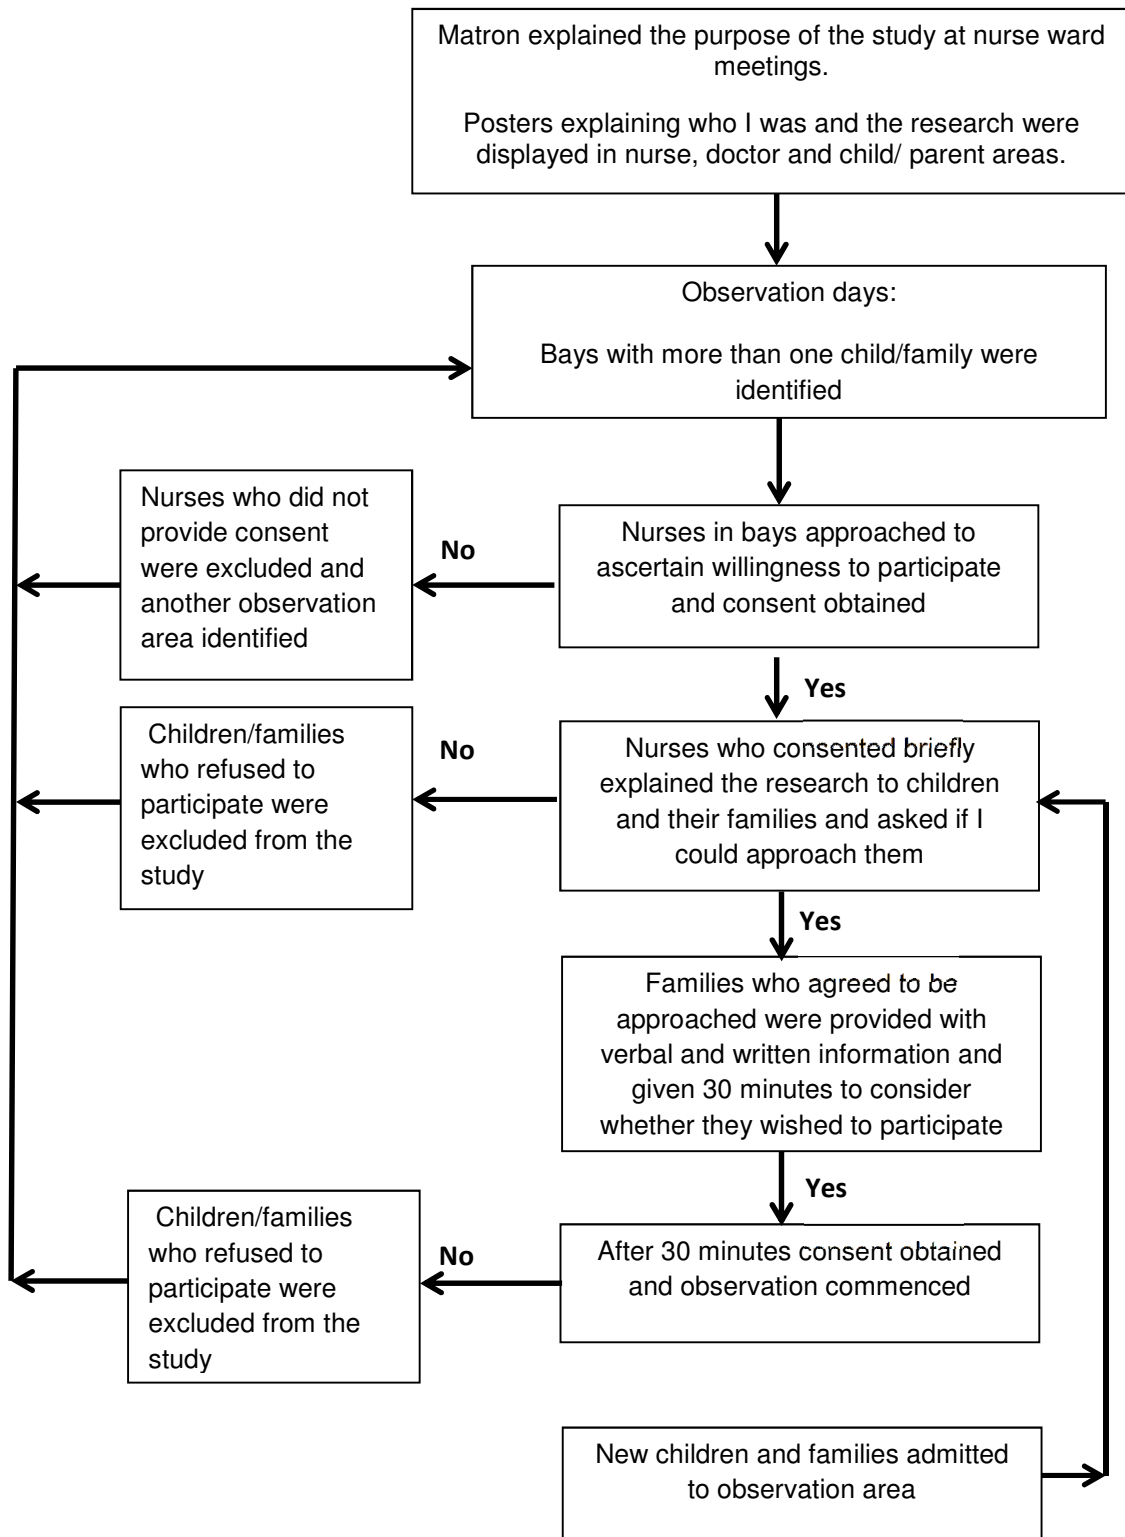 Matron explained the purpose of the study at nurse ward
meetings.
Posters explaining who I was and the research were
displayed in nurse, doctor and child/ parent areas.
Observation days:
Bays with more than one child/family were
identified
Nurses who did not
provide consent
were excluded and
another observation
area identified
No
Nurses in bays approached to
ascertain willingness to participate
and consent obtained
Yes
Children/families
who refused to
participate were
excluded from the
study
No
Nurses who consented briefly
explained the research to children
and their families and asked if I
could approach them
Yes
Families who agreed to be
approached were provided with
verbal and written information and
given 30 minutes to consider
whether they wished to participate
Yes
Children/families
who refused to
participate were
excluded from the
study
No
After 30 minutes consent obtained
and observation commenced
New children and families admitted
to observation area